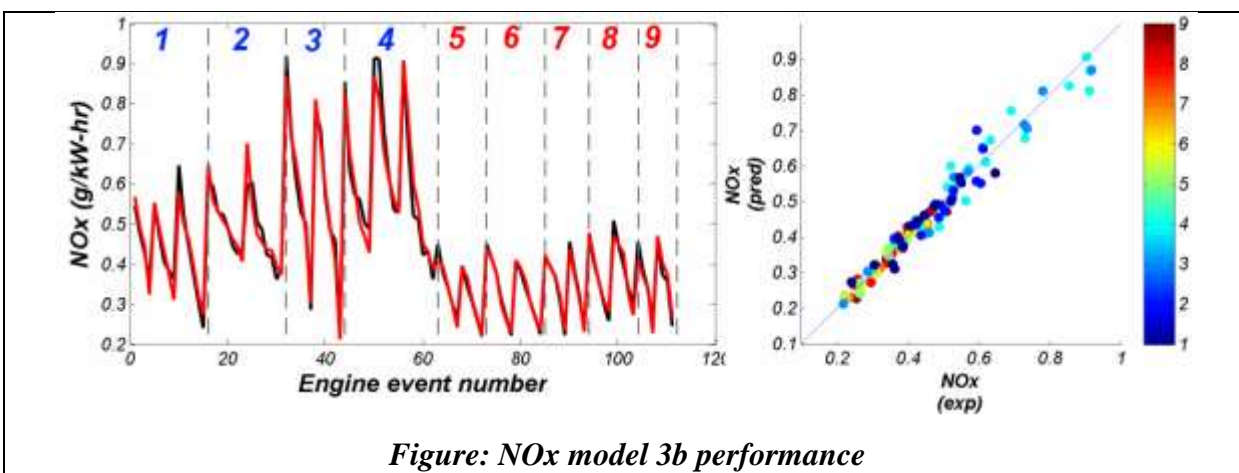 1
0.9
0.8
0.7
0.6
0.5
0.4
0.3
0.2
NOx (g/kW-hr)
1 2 3 4 5 6 7 8 9
0 20 40 60 80 100 120
Engine event number
1
0.9
0.8
0.7
0.6
0.5
0.4
0.3
0.2
0.1
NOx
(pred)
0.2 0.4 0.6 0.8 1
NOx
(exp)
9
8
7
6
5
4
3
2
1
Figure: NOx model 3b performance